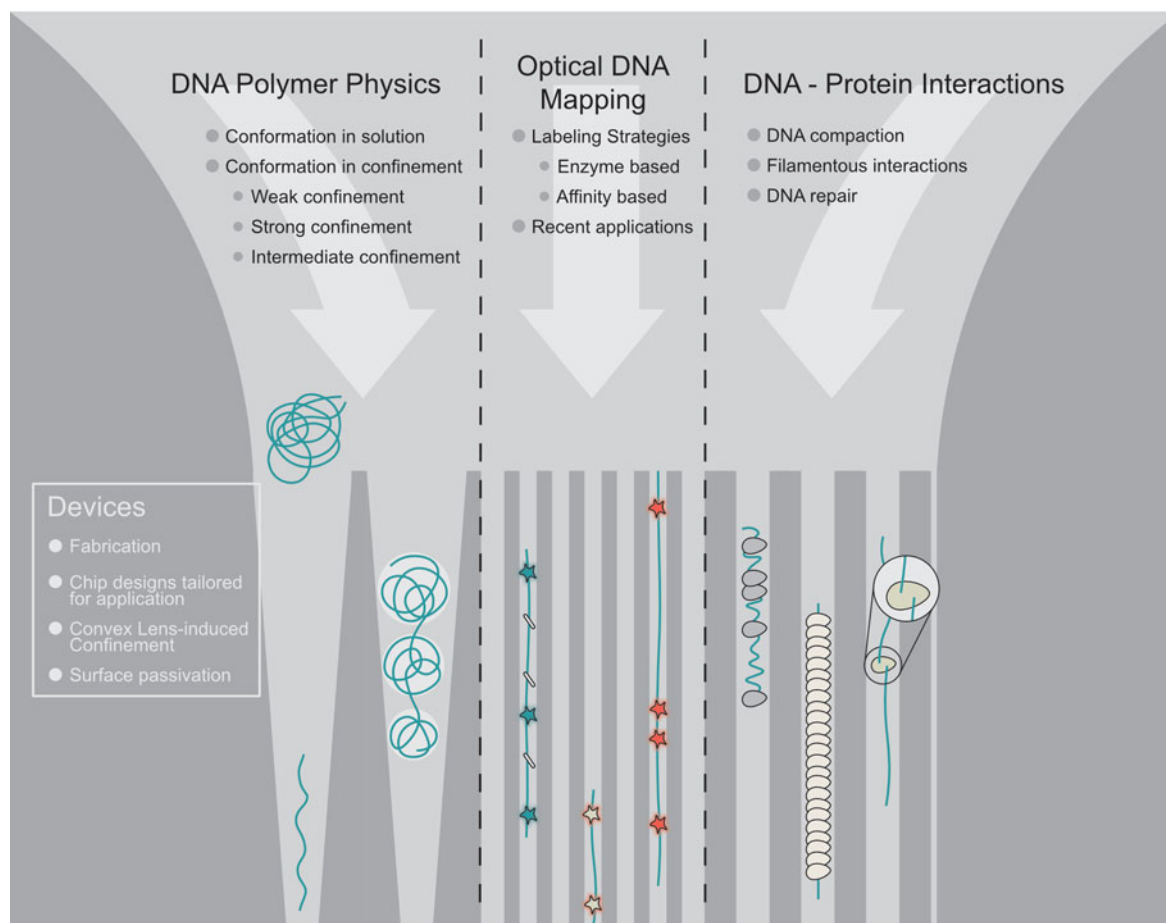 DNA Polymer Physics
Conformation in solution
Conformation in confinement
Weak confinement
Strong confinement
Intermediate confinement
Optical DNA
Mapping
Labeling Strategies
Enzyme based
Affinity based
Recent applications
DNA - Protein Interactions
DNA compaction
Filamentous interactions
DNA repair
Devices
Fabrication
Chip designs tailored
for application
Convex Lens-induced
Confinement
Surface passivation